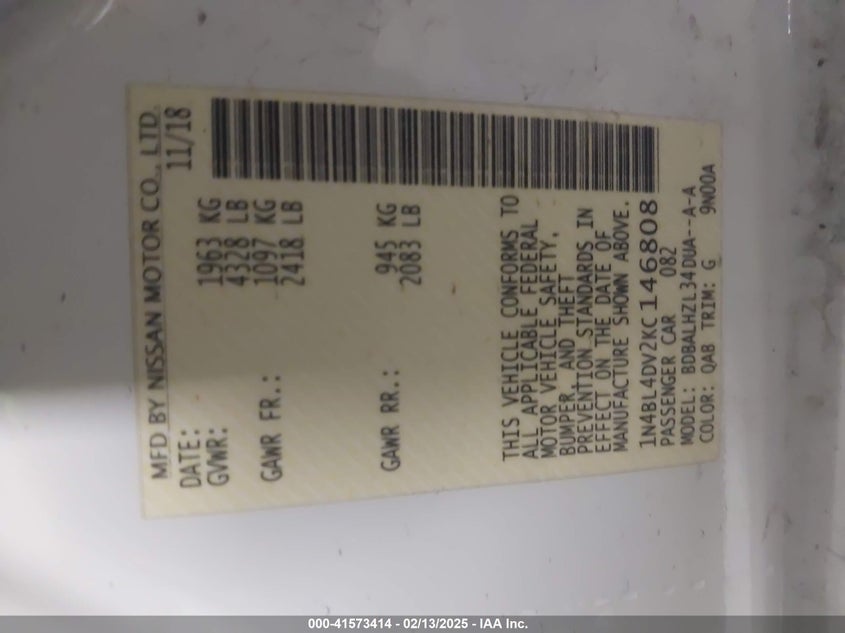 MFD BY NISSAN MOTOR CO., LTD.
DATE: 11/18
GVWR: 1963 KG
4328 LB
GAWR FR.: 1097 KG
2418 LB
GAWR RR.: 945 KG
2083 LB
THIS VEHICLE CONFORMS TO
ALL APPLICABLE FEDERAL
MOTOR VEHICLE SAFETY,
BUMPER, AND THEFT
PREVENTION STANDARDS IN
EFFECT ON THE DATE OF
MANUFACTURE SHOWN ABOVE.
1N4BL4DV2KC146808
PASSENGER CAR 082
MODEL: BDBALHZL34DUA--A-A
COLOR: QAB TRIM: G 9N00A
000-41573414 - 02/13/2025 - IAA Inc.